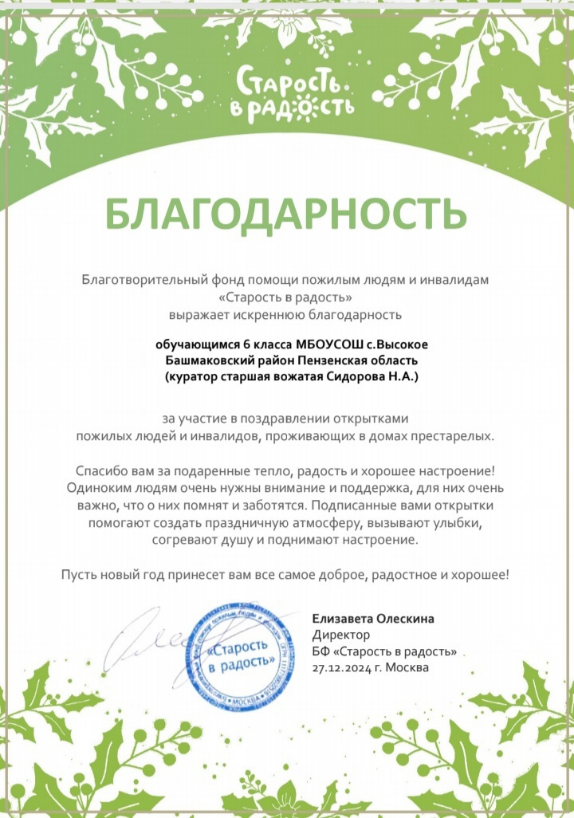 Старость
в радость
БЛАГОДАРНОСТЬ
Благотворительный фонд помощи пожилым людям и инвалидам
«Старость в радость»
выражает искреннюю благодарность
обучающимся 6 класса МБОУСОШ с.Высокое
Башмаковский район Пензенская область
(куратор старшая вожатая Сидорова Н.А.)
за участие в поздравлении открытками
пожилых людей и инвалидов, проживающих в домах престарелых.
Спасибо вам за подаренные тепло, радость и хорошее настроение!
Одиноким людям очень нужны внимание и поддержка, для них очень
важно, что о них помнят и заботятся. Подписанные вами открытки
помогают создать праздничную атмосферу, вызывают улыбки,
согревают душу и поднимают настроение.
Пусть новый год принесет вам все самое доброе, радостное и хорошее!
Елизавета Олескина
Директор
БФ «Старость в радость»
27.12.2024 г. Москва
«Старость
в радость»
МОСКВА